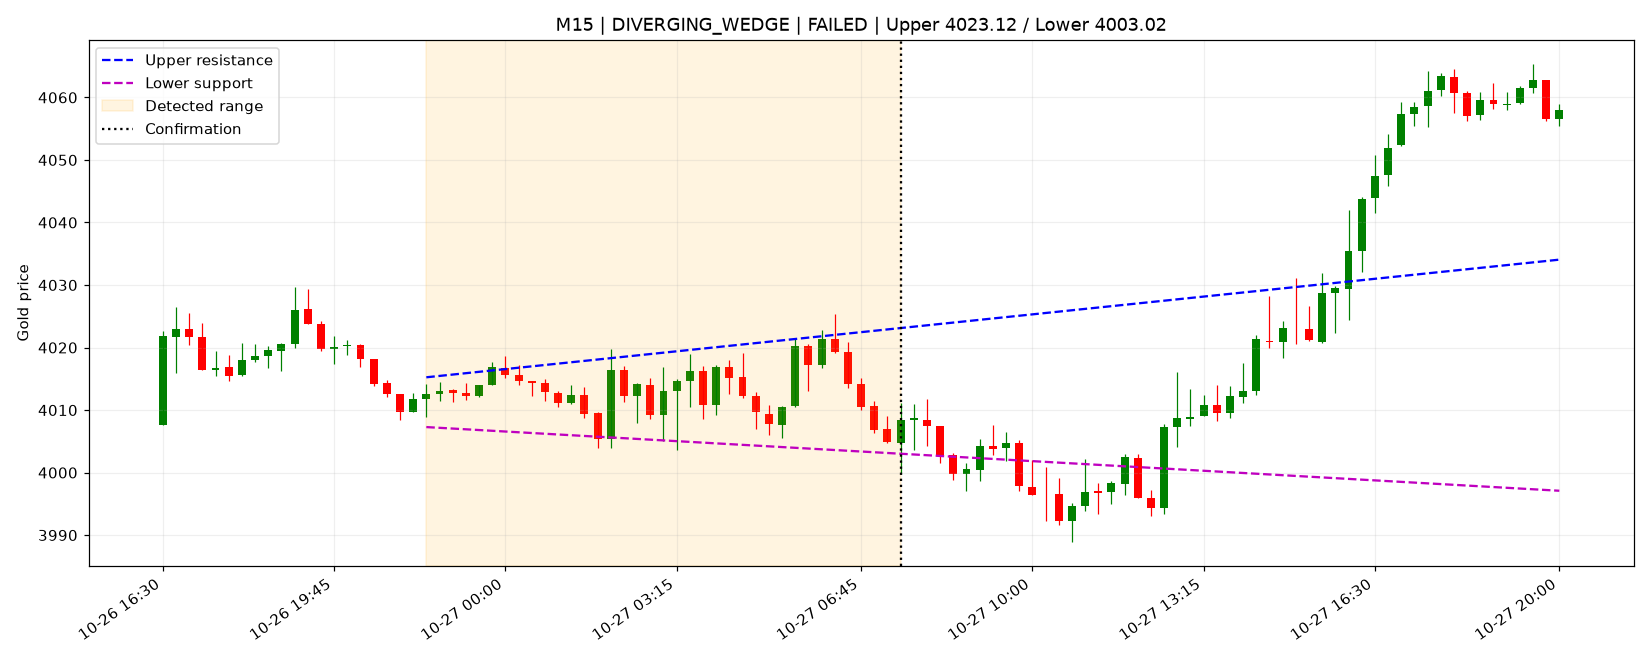 M15 | DIVERGING_WEDGE | FAILED | Upper 4023.12 / Lower 4003.02
Upper resistance
Lower support
Detected range
Confirmation
Gold price
4060
4050
4040
4030
4020
4010
4000
3990
10-26 16:30
10-26 19:45
10-27 00:00
10-27 03:15
10-27 06:45
10-27 10:00
10-27 13:15
10-27 16:30
10-27 20:00